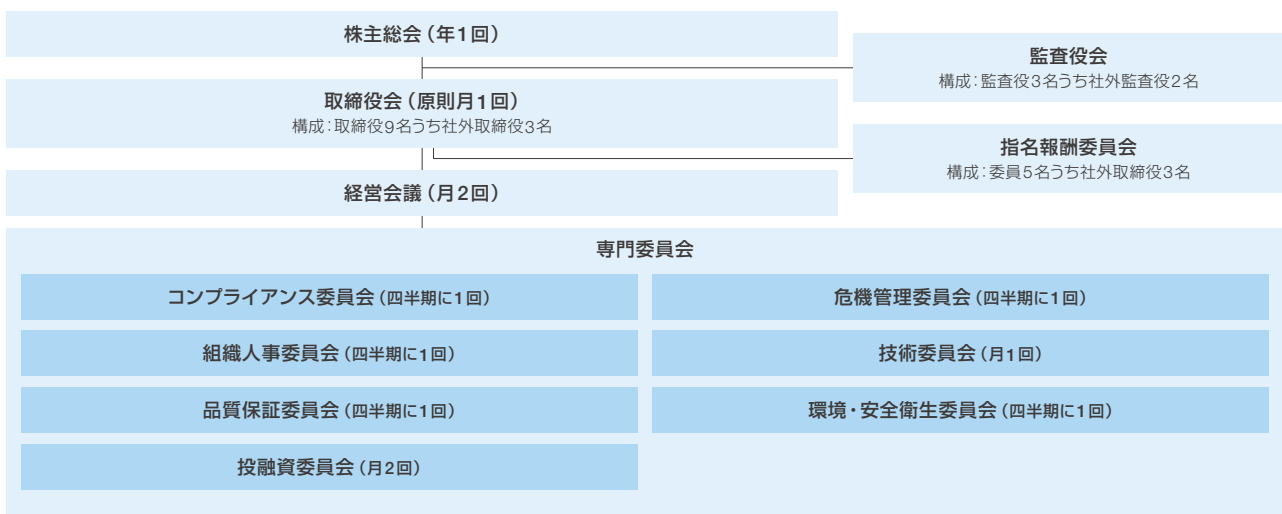 株主総会（年1回）
監査役会
構成：監査役3名うち社外監査役2名
取締役会（原則月1回）
構成：取締役9名うち社外取締役3名
指名報酬委員会
構成：委員5名うち社外取締役3名
経営会議（月2回）
専門委員会
コンプライアンス委員会（四半期に1回）
危機管理委員会（四半期に1回）
組織人事委員会（四半期に1回）
技術委員会（月1回）
品質保証委員会（四半期に1回）
環境・安全衛生委員会（四半期に1回）
投融資委員会（月2回）